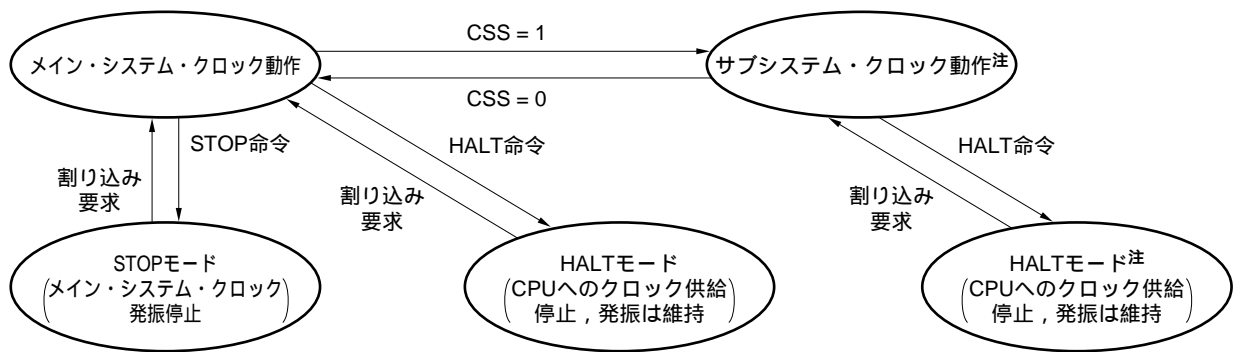 CSS = 1
メイン・システム・クロック動作
サブシステム・クロック動作注
CSS = 0
STOP命令
HALT命令
HALT命令
割り込み
要求
割り込み
要求
割り込み
要求
STOPモード
(メイン・システム・クロック)
発振停止
HALTモード
(CPUへのクロック供給)
停止，発振は維持
HALTモード注
(CPUへのクロック供給)
停止，発振は維持